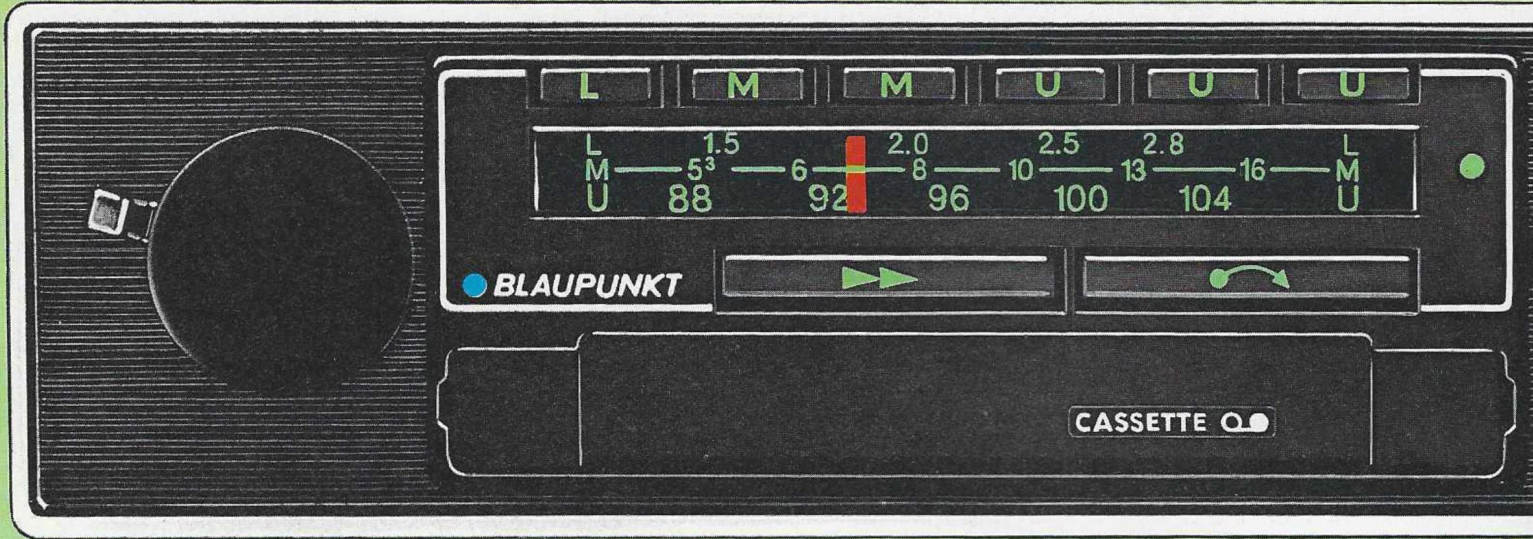 L M M U U U
L 1.5 2.0 2.5 2.8 L
M 5³ 6 8 10 13 16 M
U 88 92 96 100 104 U
BLAUPUNKT
CASSETTE